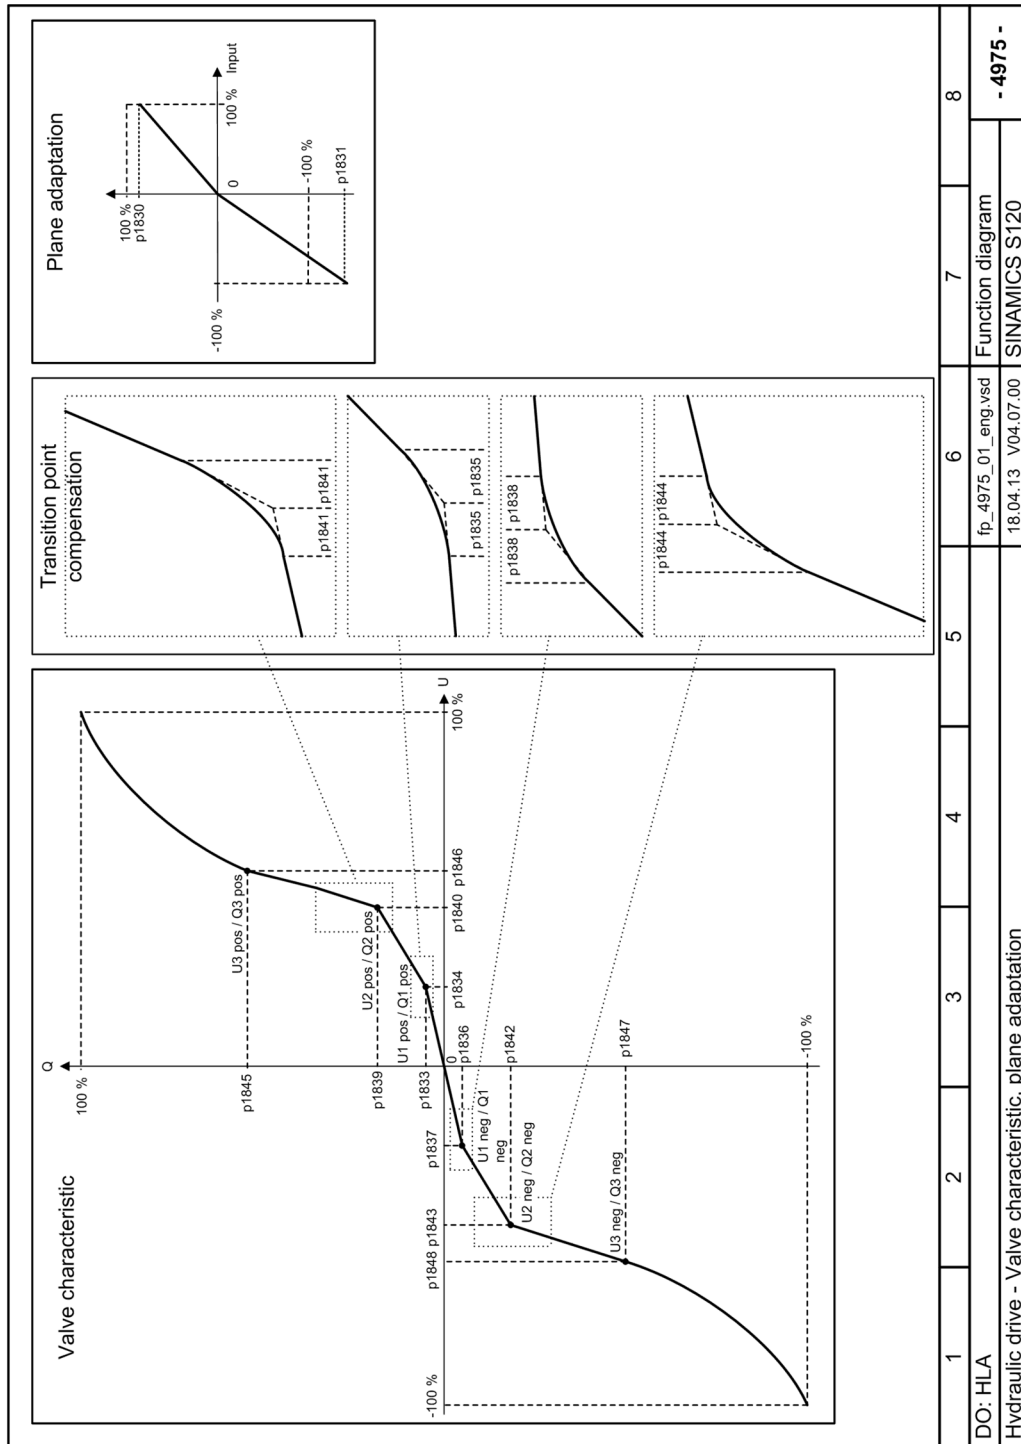 Valve characteristic
Q
100 %
p1845
p1839
p1833
0
U3 pos / Q3 pos
U2 pos / Q2 pos
U1 pos / Q1 pos
p1834
p1840
p1846
100 %
U
p1836
p1842
p1847
-100 %
p1837
p1843
p1848
-100 %
U1 neg / Q1
neg
U2 neg / Q2 neg
U3 neg / Q3 neg
Transition point
compensation
p1841
p1841
p1835
p1835
p1838
p1838
p1844
p1844
Plane adaptation
100 %
p1830
Input
100 %
0
-100 %
-100 %
p1831
1
2
3
4
5
6
7
8
DO: HLA
fp_4975_01_eng.vsd
Function diagram
- 4975 -
Hydraulic drive - Valve characteristic, plane adaptation
18.04.13
V04.07.00
SINAMICS S120